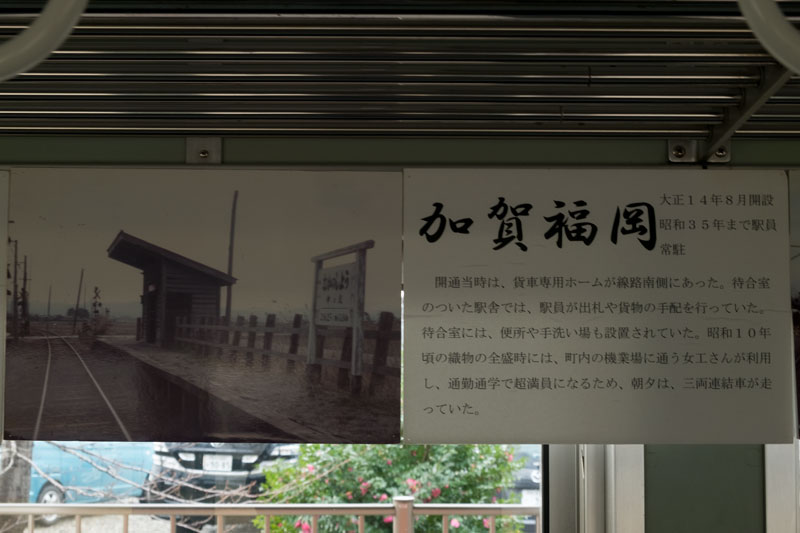 加賀福岡
大正１４年８月開設
昭和３５年まで駅員
常駐
開通当時は、貨車専用ホームが線路南側にあった。待合室
のついた駅舎では、駅員が出札や貨物の手配を行っていた。
待合室には、便所や手洗い場も設置されていた。昭和１０年
頃の織物の全盛時には、町内の機業場に通う女工さんが利用
し、通勤通学で超満員になるため、朝夕は、三両連結車が走
っていた。